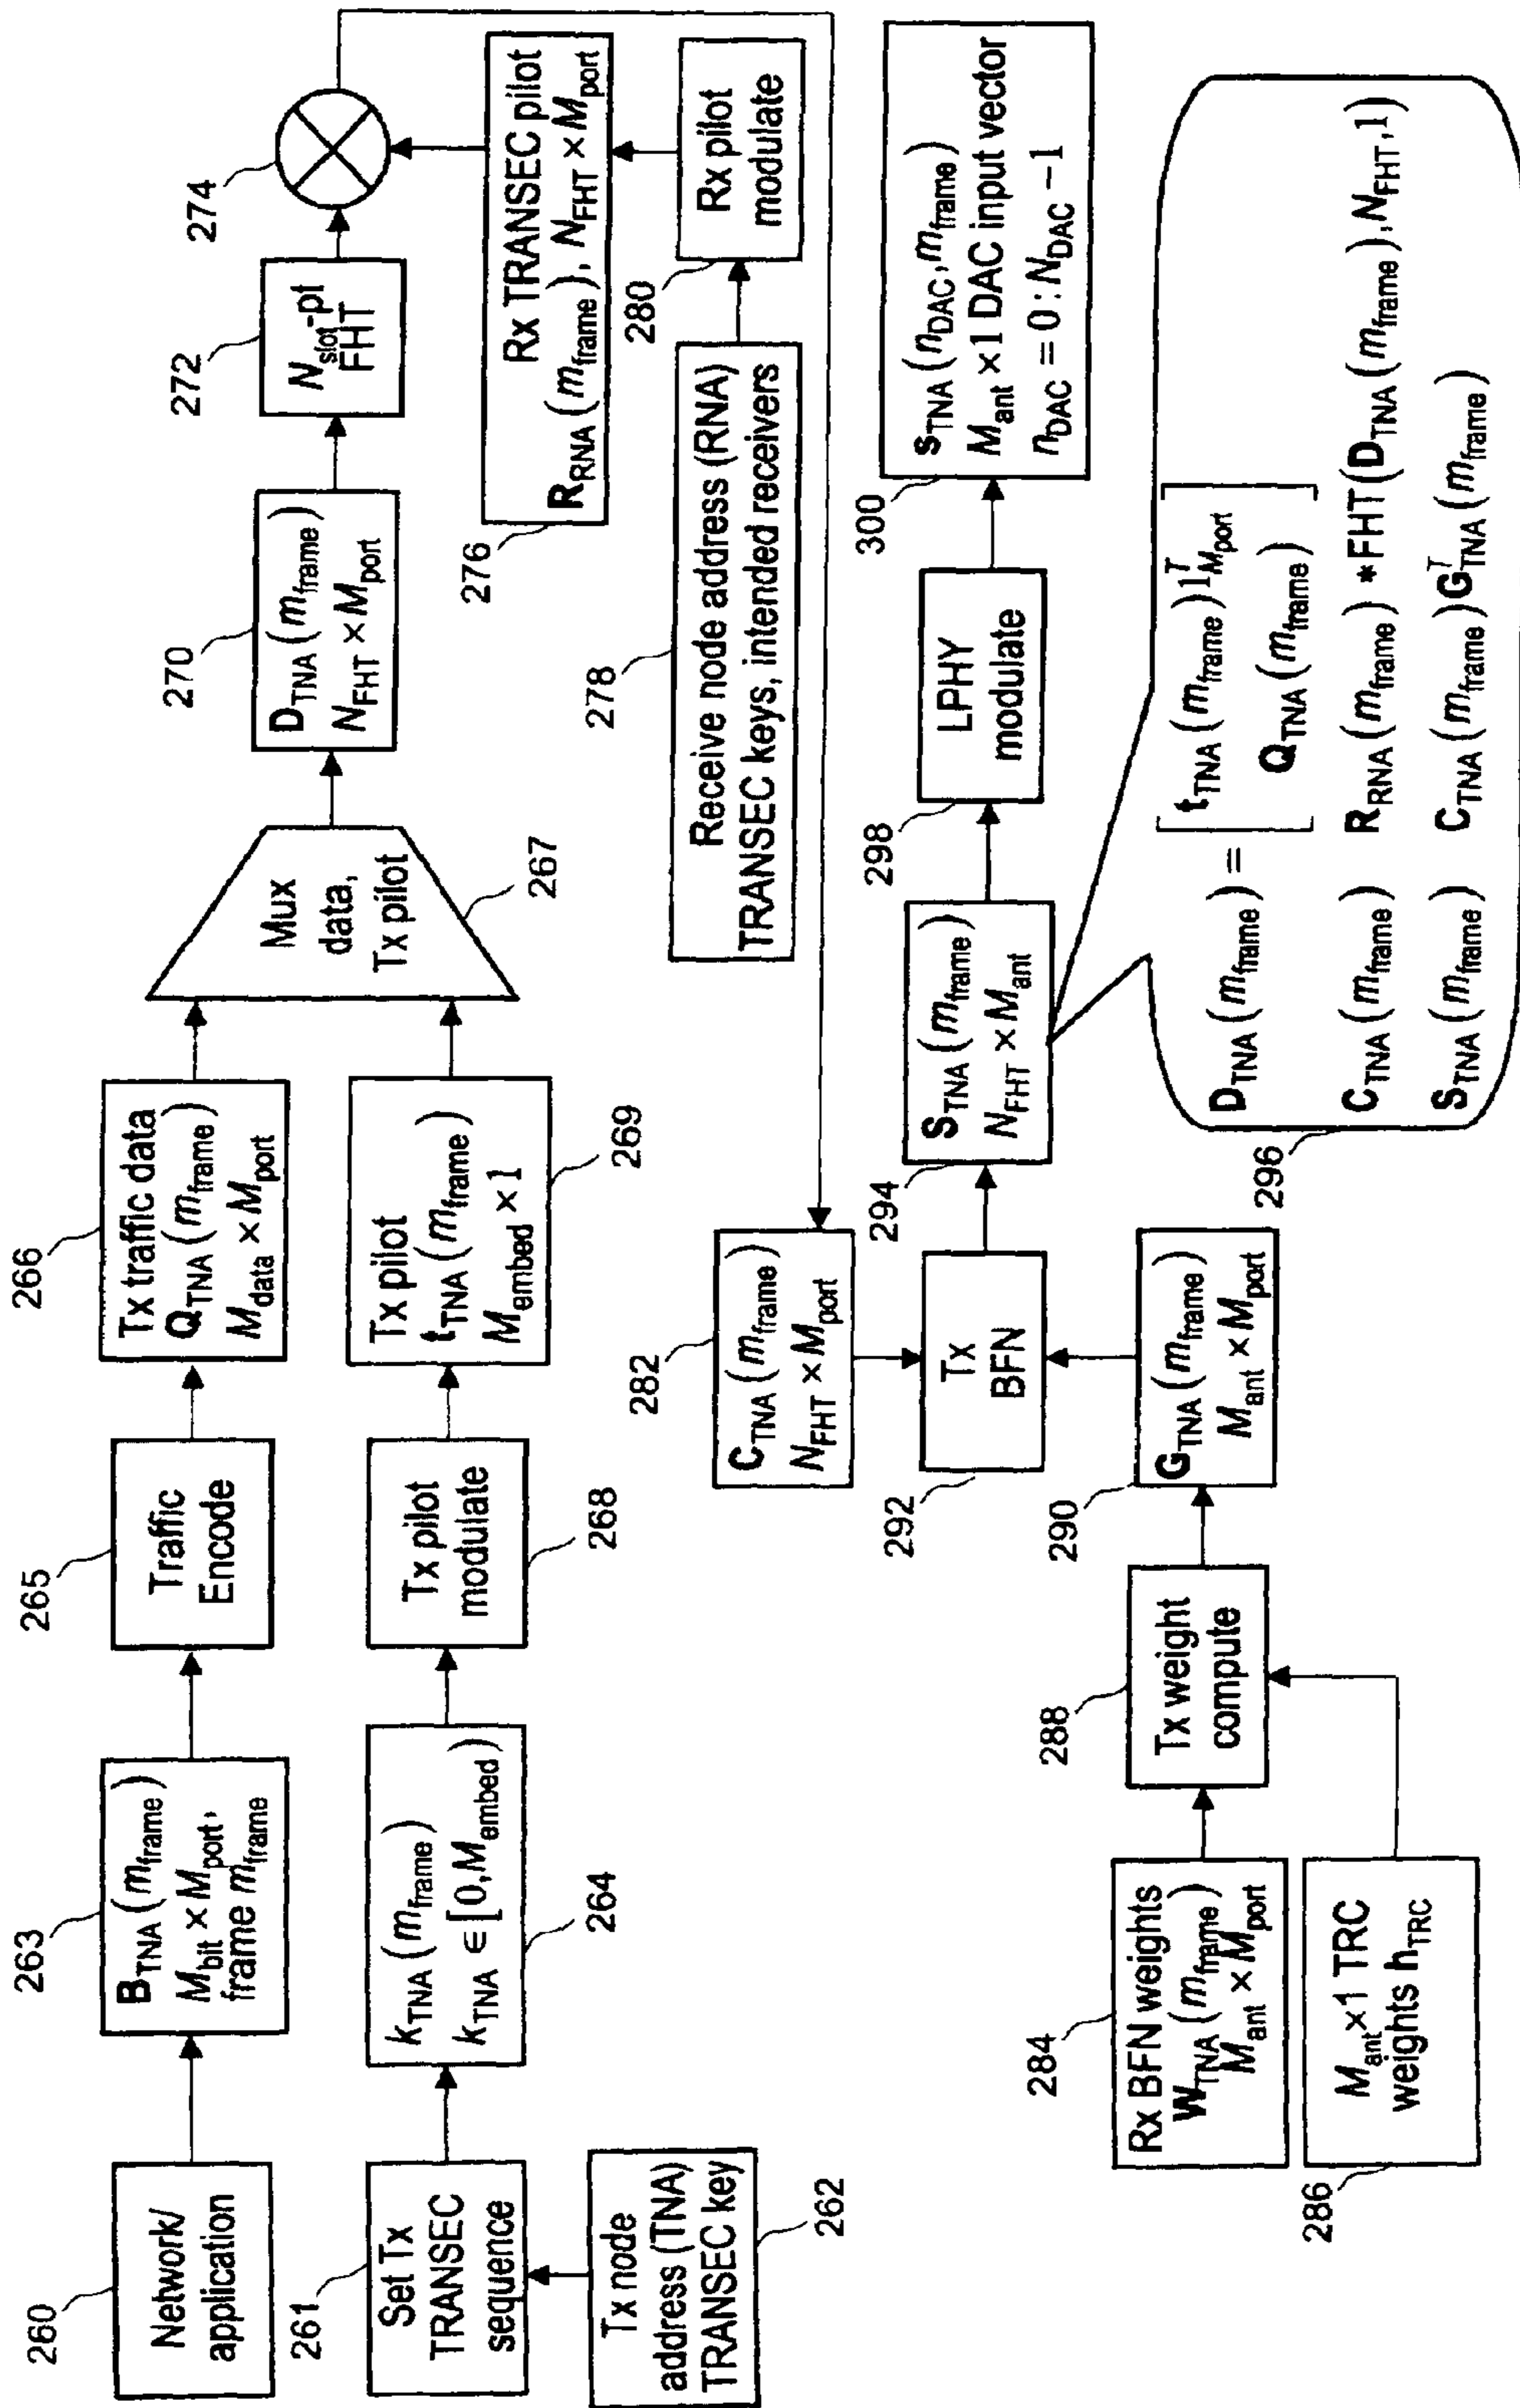 260
Network/
application
263
B_TNA(m_frame)
M_bit × M_port,
frame m_frame
265
Traffic
Encode
266
Tx traffic data
Q_TNA(m_frame)
M_data × M_port
261
Set Tx
TRANSEC
sequence
262
Tx node
address (TNA)
TRANSEC key
264
k_TNA(m_frame)
k_TNA ∈ [0,M_embed)
268
Tx pilot
modulate
269
Tx pilot
t_TNA(m_frame)
M_embed × 1
267
Mux
data,
Tx pilot
270
D_TNA(m_frame)
N_FHT × M_port
272
N_slot-pt
FHT
274
276
Rx TRANSEC pilot
R_RNA(m_frame), N_FHT × M_port
278
Receive node address (RNA)
TRANSEC keys, intended receivers
280
Rx pilot
modulate
282
C_TNA(m_frame)
N_FHT × M_port
284
Rx BFN weights
W_TNA(m_frame)
M_ant × M_port
286
M_ant × 1 TRC
weights h_TRC
288
Tx weight
compute
290
G_TNA(m_frame)
M_ant × M_port
292
Tx
BFN
294
S_TNA(m_frame)
N_FHT × M_ant
298
LPHY
modulate
300
s_TNA(n_DAC,m_frame)
M_ant × 1 DAC input vector
n_DAC = 0 : N_DAC − 1
296
D_TNA(m_frame) = [t_TNA(m_frame)1^T_M_port
Q_TNA(m_frame)]
C_TNA(m_frame) R_RNA(m_frame) * FHT(D_TNA(m_frame), N_FHT, 1)
S_TNA(m_frame) C_TNA(m_frame)G^T_TNA(m_frame)